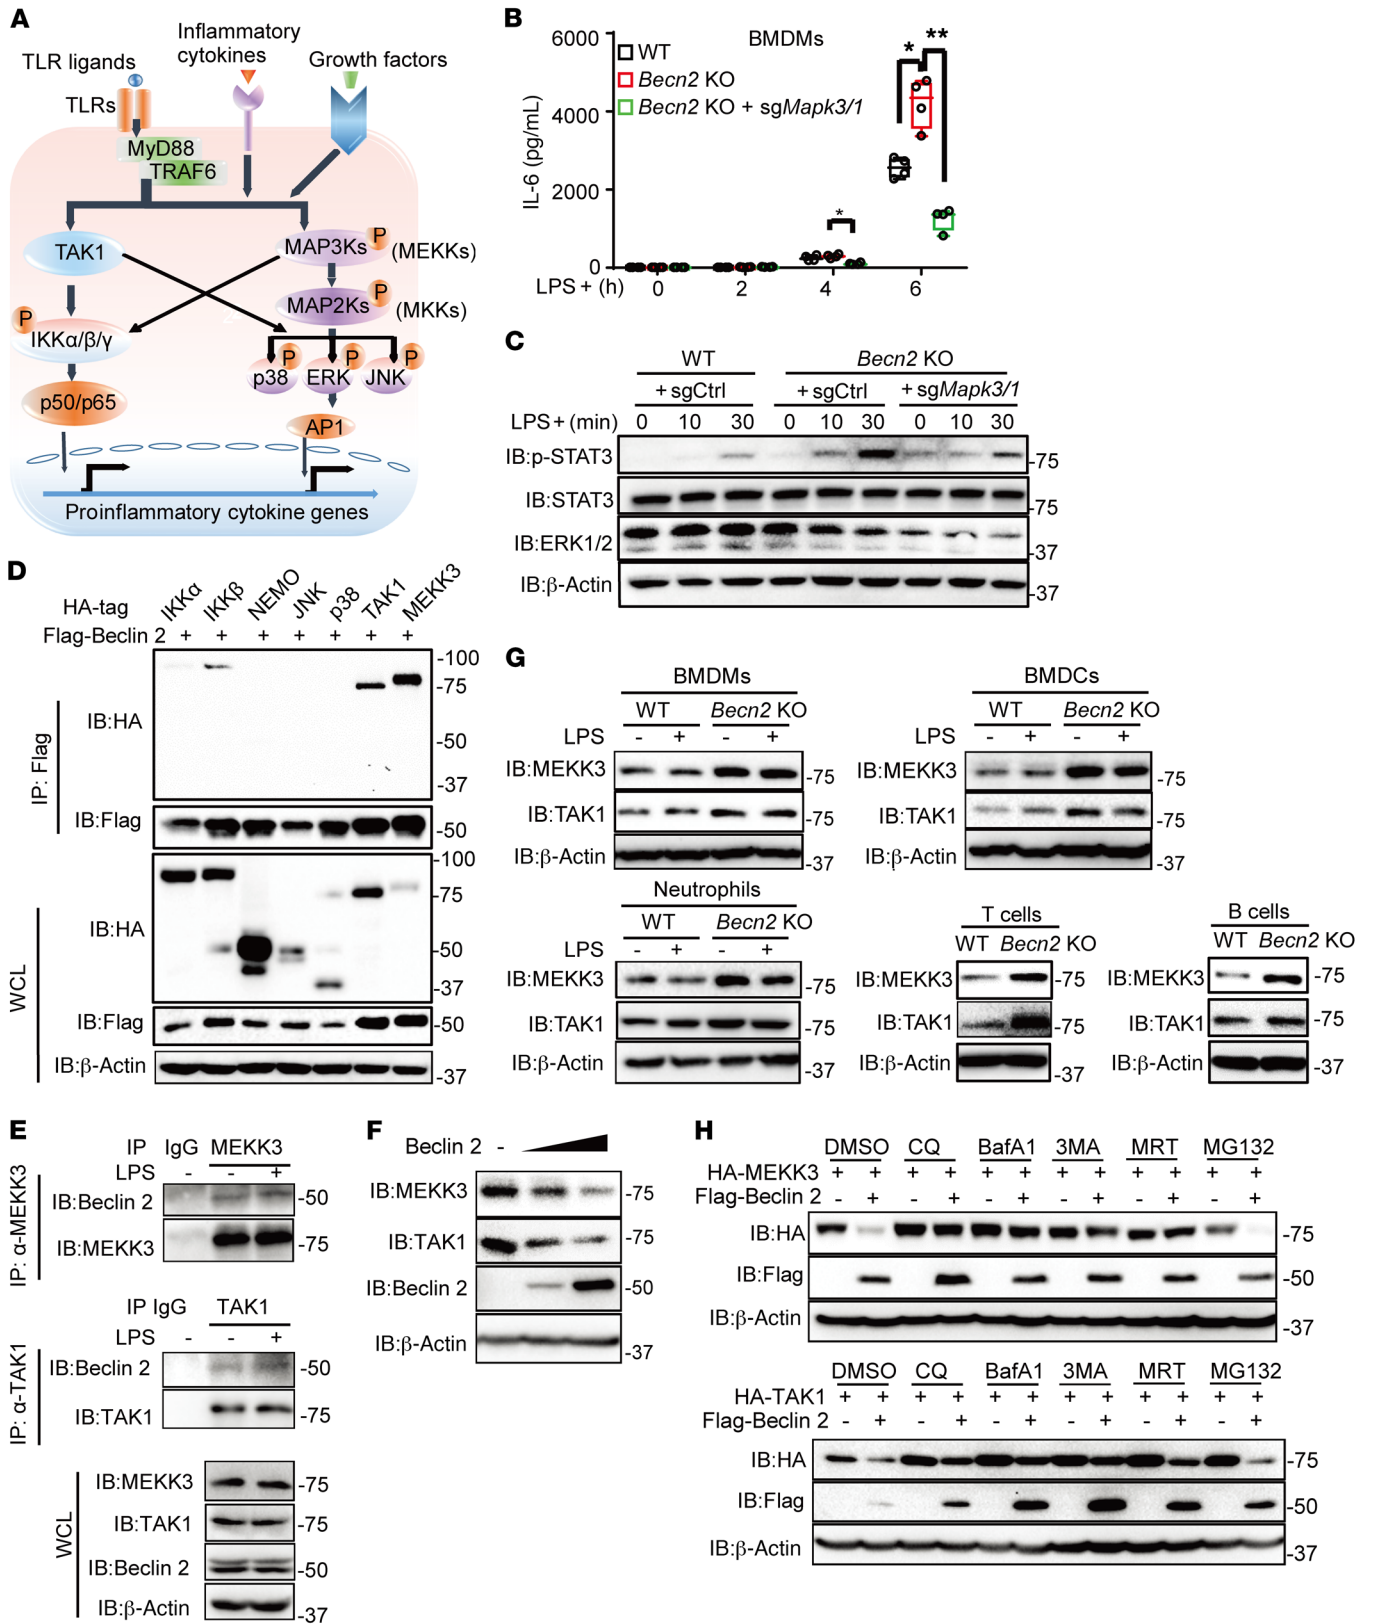 A
TLR ligands
Inflammatory
cytokines
Growth factors
TLRs
MyD88
TRAF6
TAK1
MAP3Ks
P
(MEKKs)
MAP2Ks
P
(MKKs)
P
IKKα/β/γ
P
P
P
p38
ERK
JNK
p50/p65
AP1
Proinflammatory cytokine genes
B
BMDMs
WT
Becn2 KO
Becn2 KO + sgMapk3/1
IL-6 (pg/mL)
6000
4000
2000
0
*
*
**
LPS + (h)
0
2
4
6
C
WT
Becn2 KO
+ sgCtrl
+ sgCtrl
+ sgMapk3/1
LPS + (min)
0 10 30 0 10 30 0 10 30
IB:p-STAT3
-75
IB:STAT3
-75
IB:ERK1/2
-37
IB:β-Actin
-37
D
HA-tag
IKKα
IKKβ
NEMO
JNK
p38
TAK1
MEKK3
Flag-Beclin 2 + + + + + + +
IP: Flag
IB:HA
-100
-75
-50
-37
IB:Flag
-50
WCL
IB:HA
-100
-75
-50
-37
IB:Flag
-50
IB:β-Actin
-37
E
IP IgG MEKK3
LPS - - +
IP: α-MEKK3
IB:Beclin 2
-50
IB:MEKK3
-75
IP IgG TAK1
LPS - - +
IP: α-TAK1
IB:Beclin 2
-50
IB:TAK1
-75
WCL
IB:MEKK3
-75
IB:TAK1
-75
IB:Beclin 2
-50
IB:β-Actin
-37
F
Beclin 2 -
IB:MEKK3
-75
IB:TAK1
-75
IB:Beclin 2
-50
IB:β-Actin
-37
G
BMDMs
WT Becn2 KO
LPS - + - +
IB:MEKK3
-75
IB:TAK1
-75
IB:β-Actin
-37
BMDCs
WT Becn2 KO
LPS - + - +
IB:MEKK3
-75
IB:TAK1
-75
IB:β-Actin
-37
Neutrophils
WT Becn2 KO
LPS - + - +
IB:MEKK3
-75
IB:TAK1
-75
IB:β-Actin
-37
T cells
WT Becn2 KO
IB:MEKK3
-75
IB:TAK1
-75
IB:β-Actin
-37
B cells
WT Becn2 KO
IB:MEKK3
-75
IB:TAK1
-75
IB:β-Actin
-37
H
DMSO CQ BafA1 3MA MRT MG132
HA-MEKK3 + + + + + + + + + + + +
Flag-Beclin 2 - + - + - + - + - + - +
IB:HA
-75
IB:Flag
-50
IB:β-Actin
-37
DMSO CQ BafA1 3MA MRT MG132
HA-TAK1 + + + + + + + + + + + +
Flag-Beclin 2 - + - + - + - + - + - +
IB:HA
-75
IB:Flag
-50
IB:β-Actin
-37